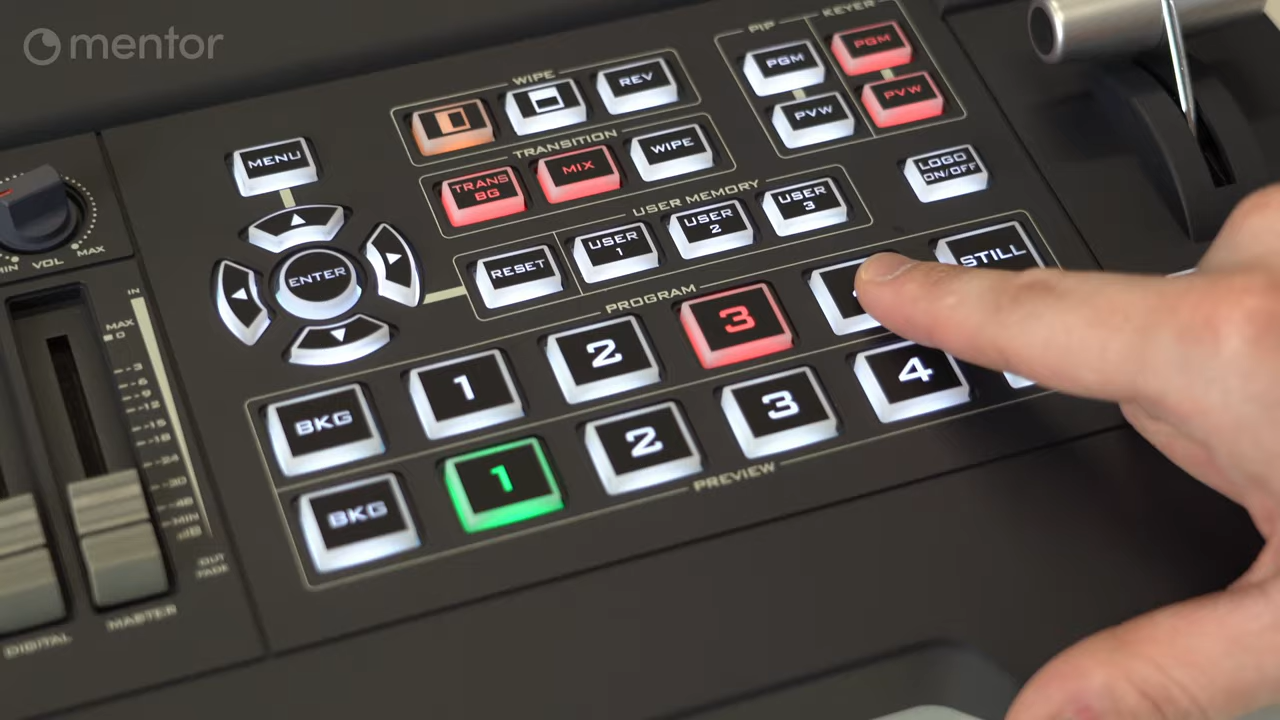 mentor
PIP
KEYER
PGM
PGM
PVW
PVW
WIPE
REV
TRANSITION
TRANS
BG
MIX
WIPE
LOGO
ON/OFF
MENU
ENTER
USER MEMORY
RESET
USER
1
USER
2
USER
3
PROGRAM
STILL
BKG
1
2
3
BKG
1
2
3
4
PREVIEW
MIN
VOL
MAX
IN
MAX
0
-3
-6
-9
-12
-15
-18
-24
-30
-48
MIN
dB
OUT
FADE
DIGITAL
MASTER